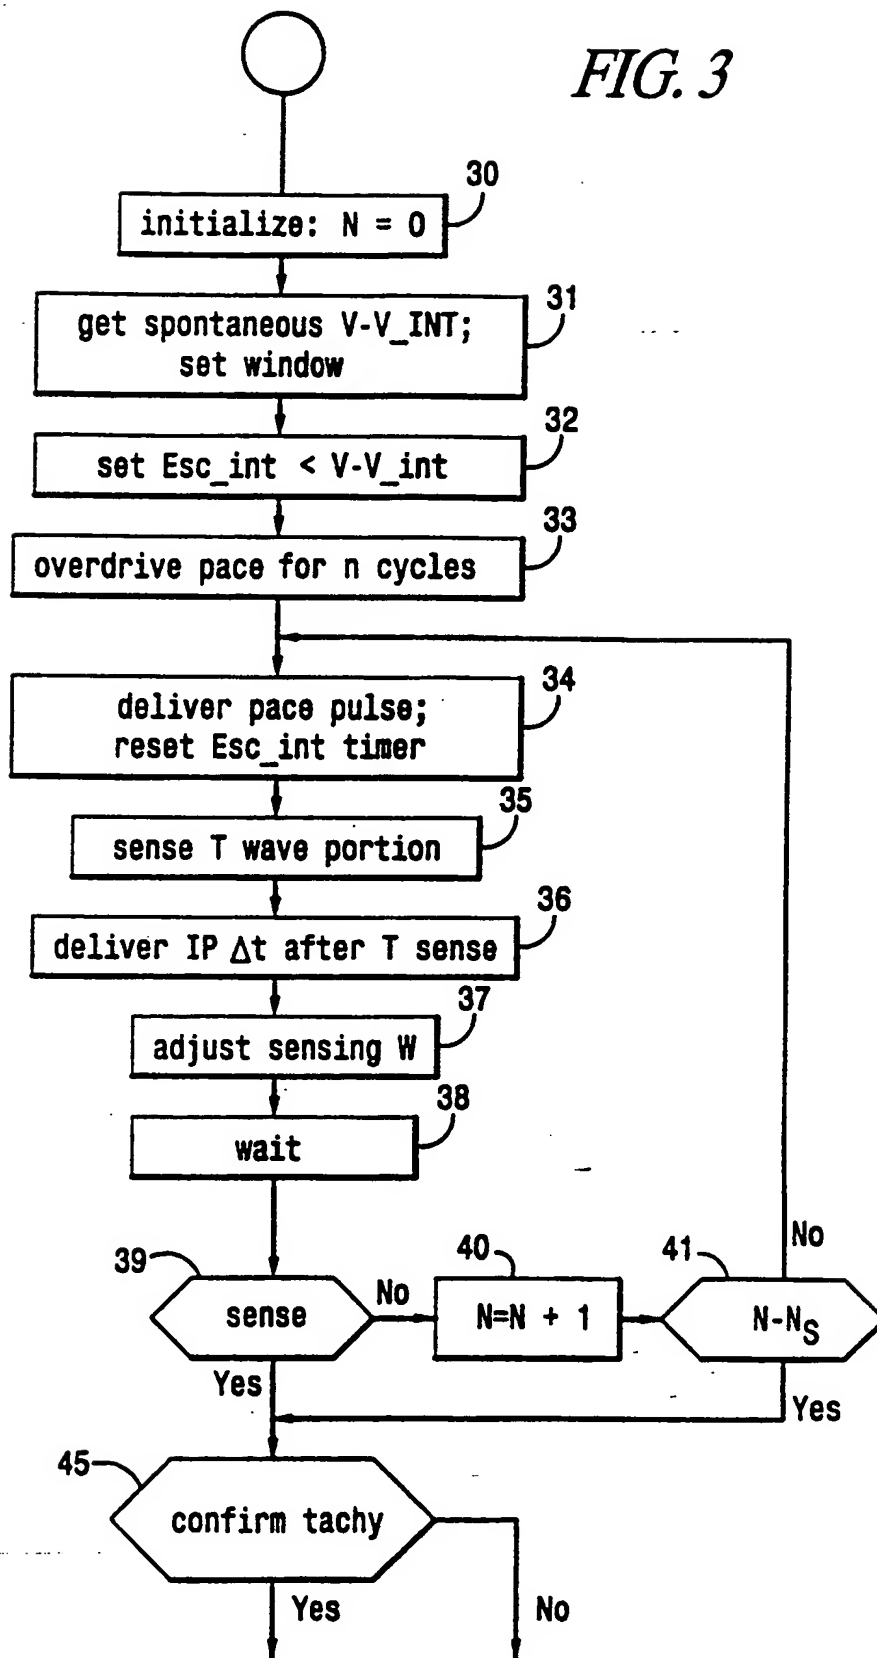 FIG. 3
30
initialize: N = 0
31
get spontaneous V-V_INT;
set window
32
set Esc_int < V-V_int
33
overdrive pace for n cycles
34
deliver pace pulse;
reset Esc_int timer
35
sense T wave portion
36
deliver IP Δt after T sense
37
adjust sensing W
38
wait
39
sense
No
40
N=N + 1
41
N-NS
No
Yes
Yes
45
confirm tachy
Yes
No